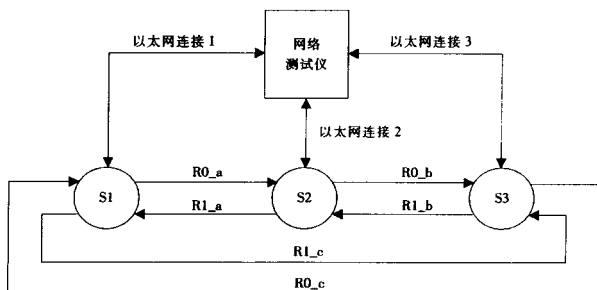 以太网连接 1
网络
测试仪
以太网连接 3
以太网连接 2
R0_a
R0_b
S1
S2
S3
R1_a
R1_b
R1_c
R0_c